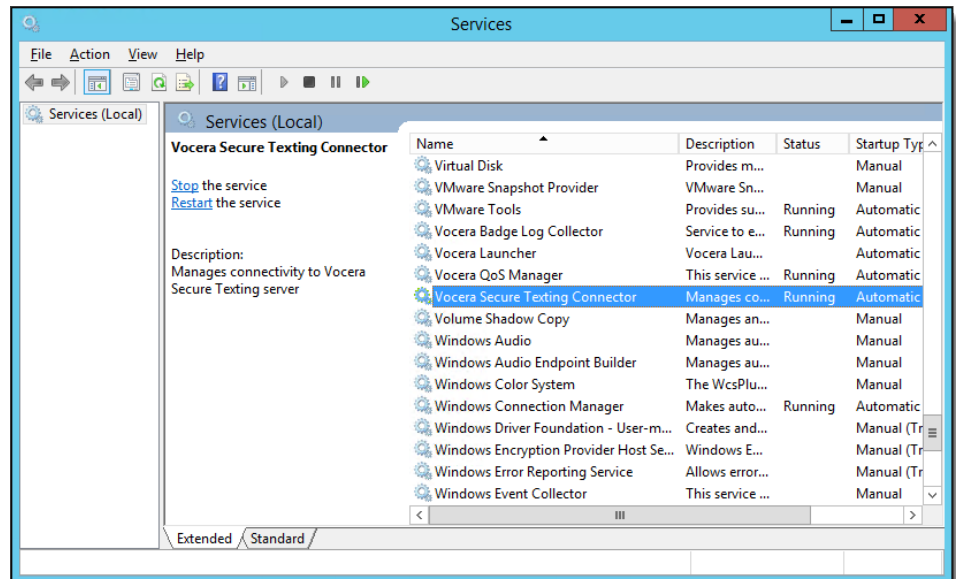 Services
File Action View Help
Services (Local)
Services (Local)
Vocera Secure Texting Connector
Stop the service
Restart the service
Description:
Manages connectivity to Vocera
Secure Texting server
Name Description Status Startup Typ
Virtual Disk Provides m... Manual
VMware Snapshot Provider VMware Sn... Manual
VMware Tools Provides su... Running Automatic
Vocera Badge Log Collector Service to e... Running Automatic
Vocera Launcher Vocera Lau... Automatic
Vocera QoS Manager This service ... Running Automatic
Vocera Secure Texting Connector Manages co... Running Automatic
Volume Shadow Copy Manages an... Manual
Windows Audio Manages au... Manual
Windows Audio Endpoint Builder Manages au... Manual
Windows Color System The WcsPlu... Manual
Windows Connection Manager Makes auto... Running Automatic
Windows Driver Foundation - User-m... Creates and... Manual (Tr
Windows Encryption Provider Host Se... Windows E... Manual (Tr
Windows Error Reporting Service Allows error... Manual (Tr
Windows Event Collector This service ... Manual
Extended Standard